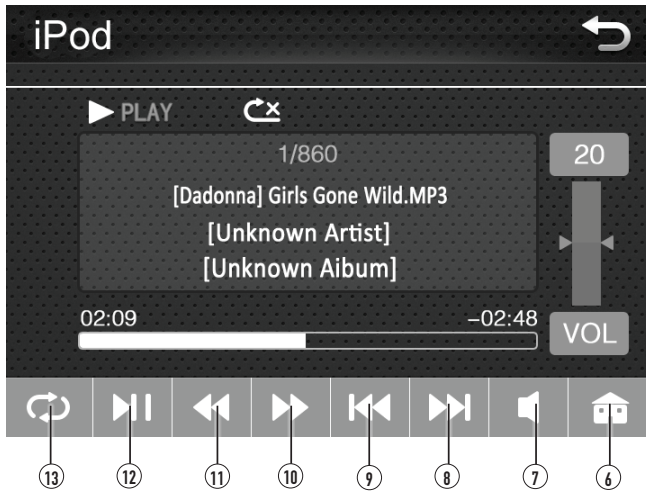 iPod
PLAY
1/860
20
[Dadonna] Girls Gone Wild.MP3
[Unknown Artist]
[Unknown Aibum]
02:09
-02:48
VOL
13 12 11 10 9 8 7 6